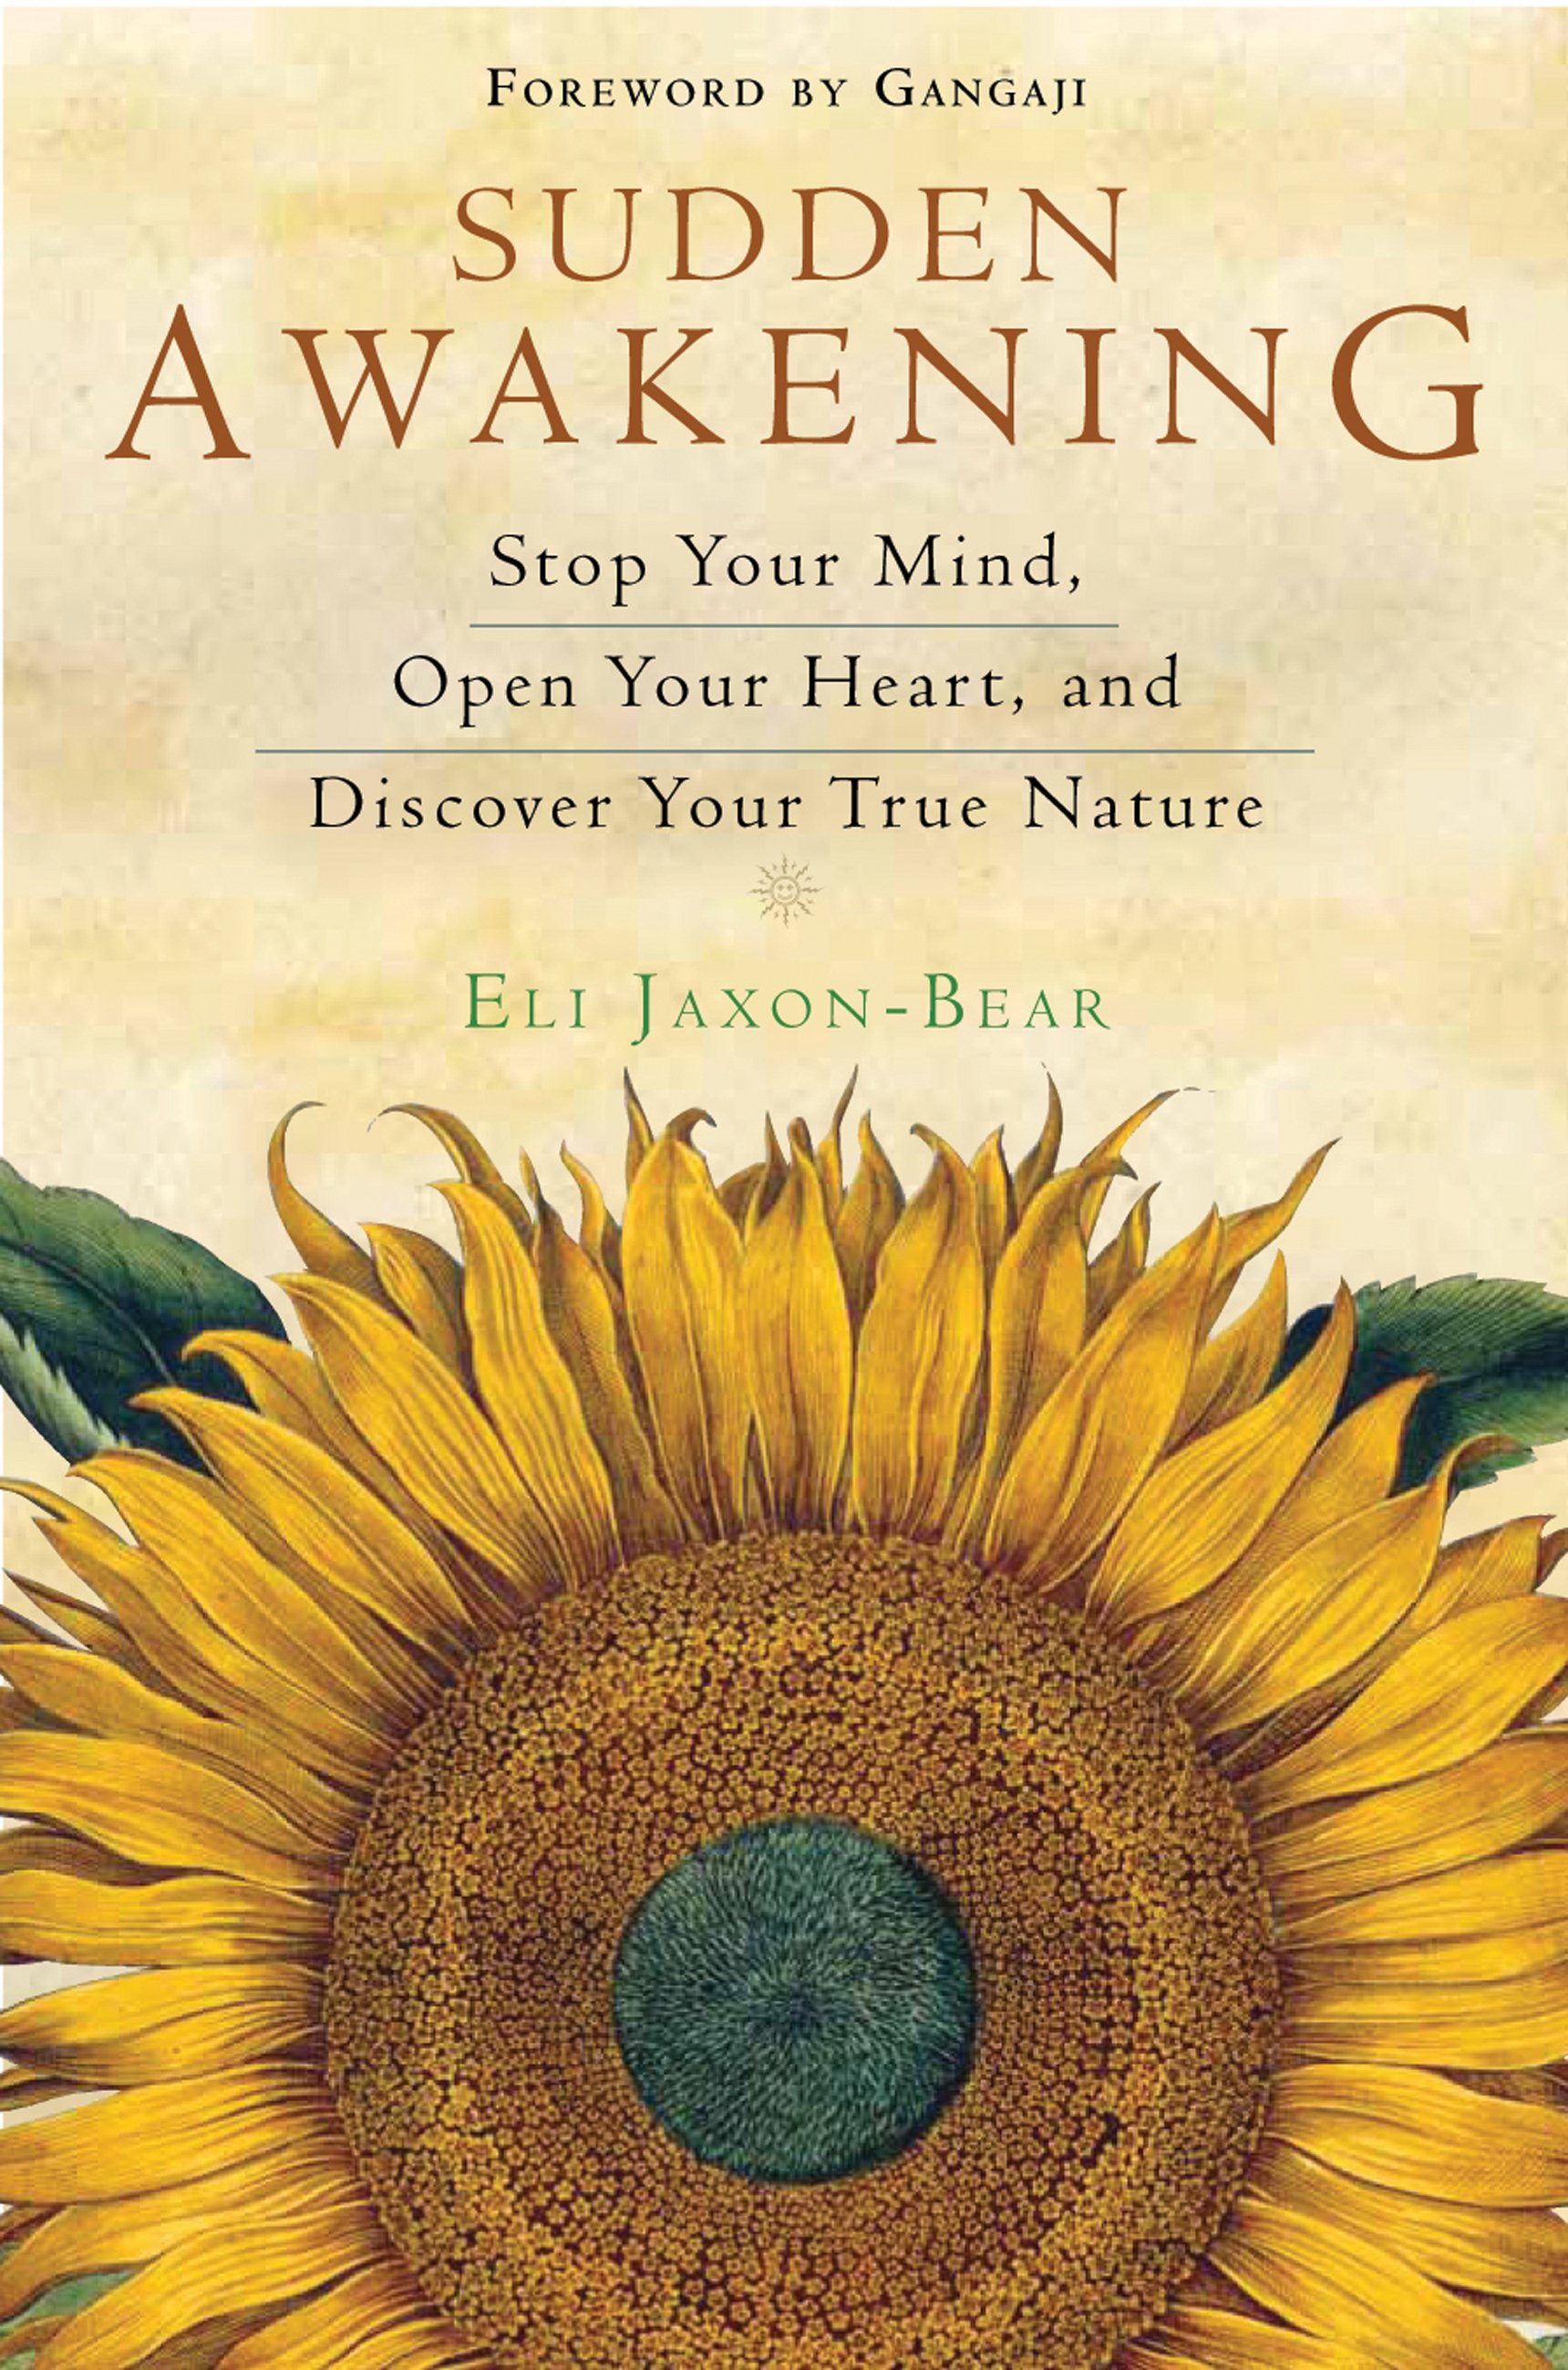 Foreword by Gangaji
SUDDEN
AWAKENING
Stop Your Mind,
Open Your Heart, and
Discover Your True Nature
Eli Jaxon-Bear